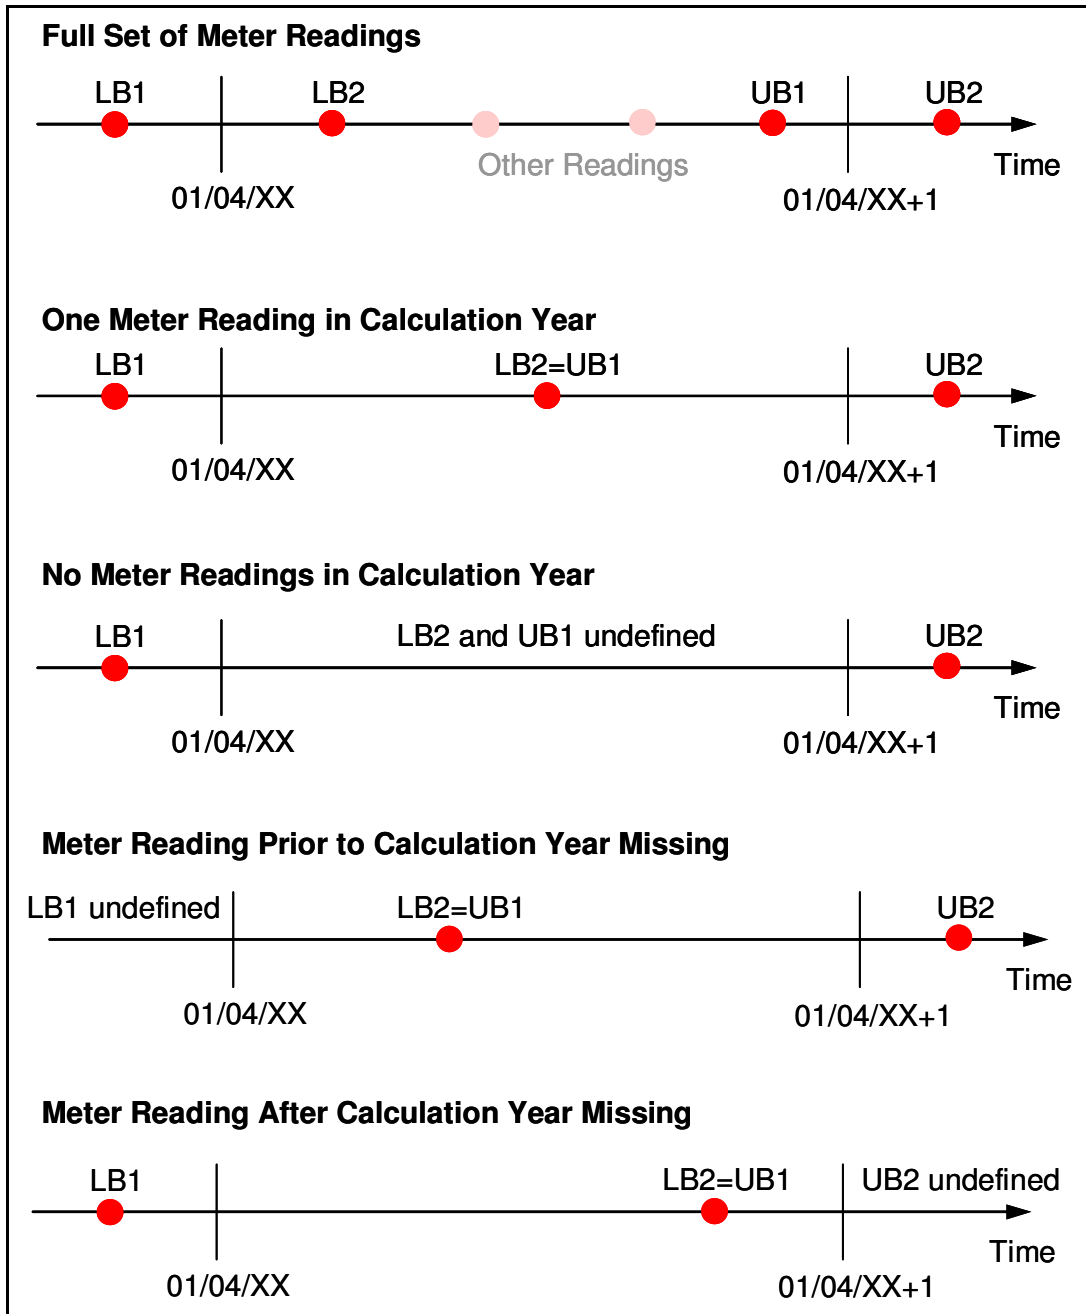 Full Set of Meter Readings
LB1 LB2 UB1 UB2
Other Readings Time
01/04/XX 01/04/XX+1
One Meter Reading in Calculation Year
LB1 LB2=UB1 UB2
Time
01/04/XX 01/04/XX+1
No Meter Readings in Calculation Year
LB1 LB2 and UB1 undefined UB2
Time
01/04/XX 01/04/XX+1
Meter Reading Prior to Calculation Year Missing
LB1 undefined LB2=UB1 UB2
Time
01/04/XX 01/04/XX+1
Meter Reading After Calculation Year Missing
LB1 LB2=UB1 UB2 undefined
Time
01/04/XX 01/04/XX+1